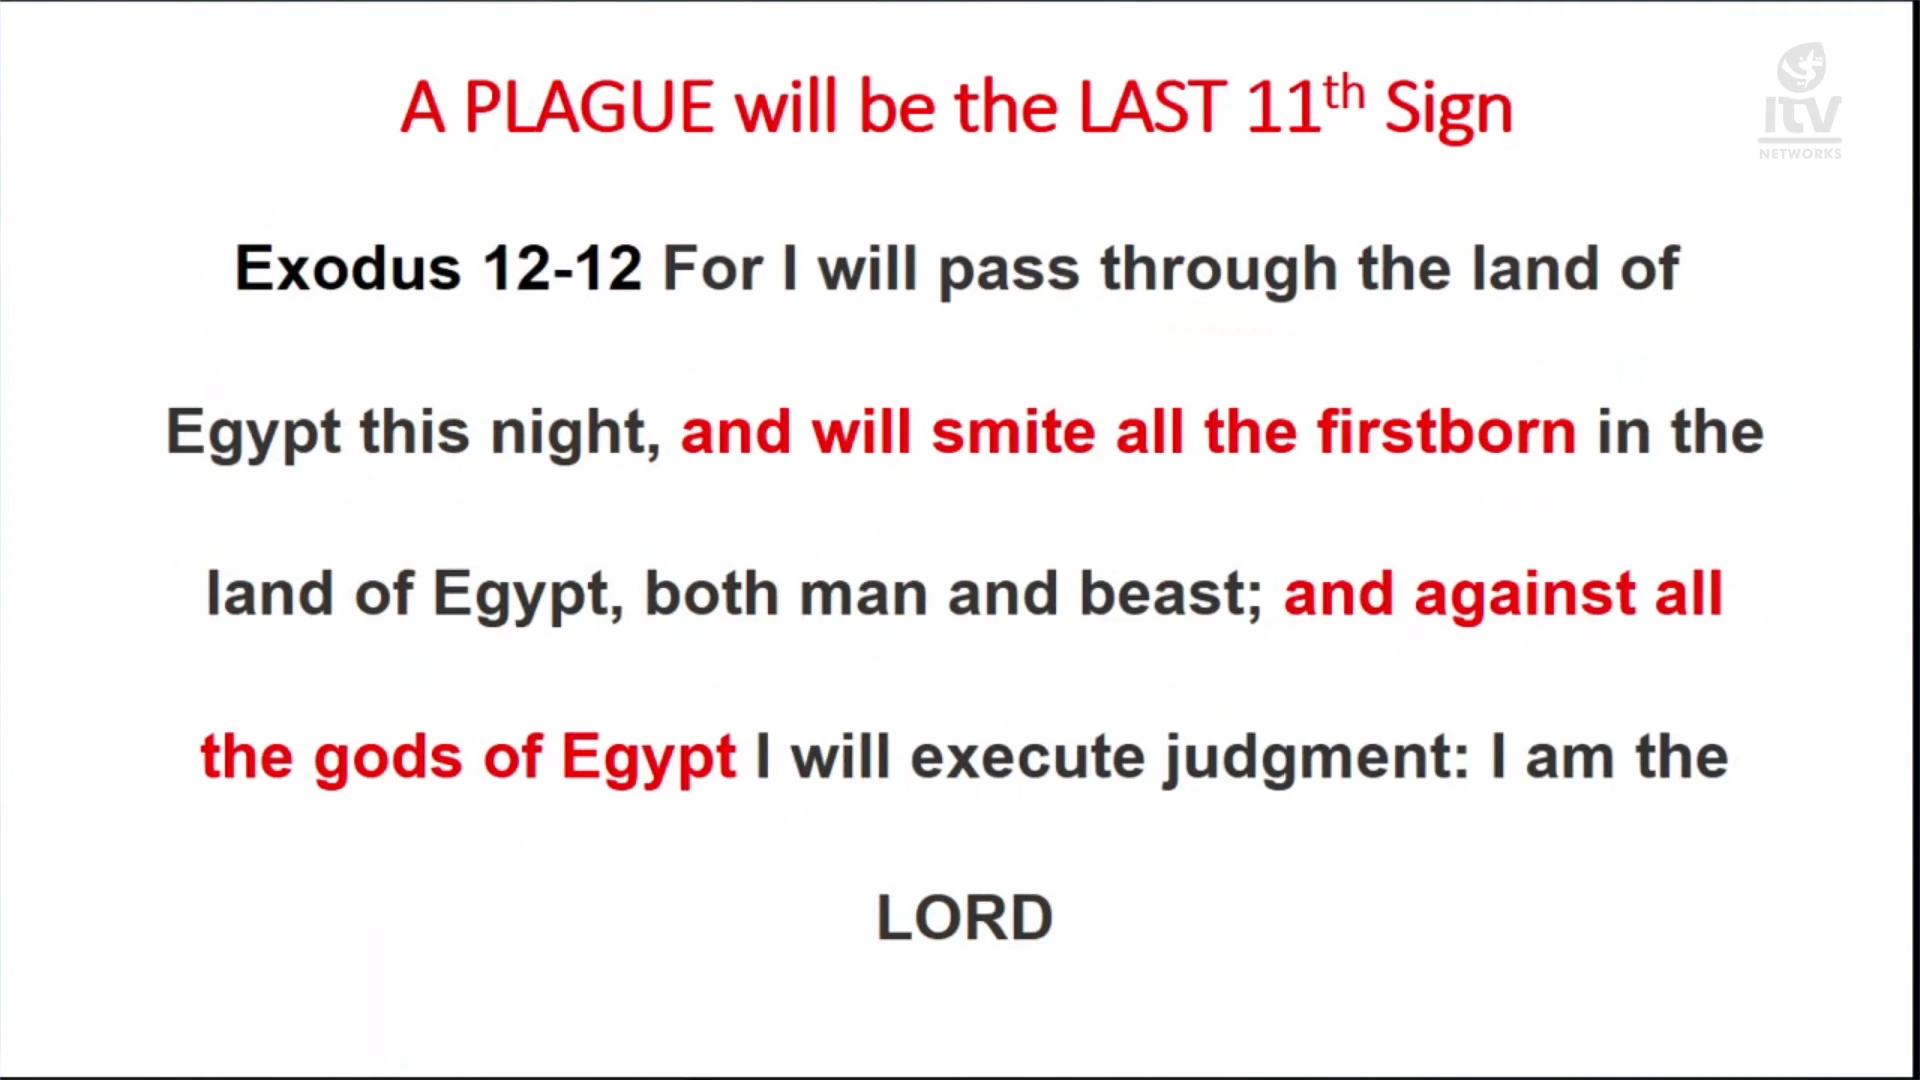 A PLAGUE will be the LAST 11th Sign
ITV
NETWORKS
Exodus 12-12 For I will pass through the land of
Egypt this night, and will smite all the firstborn in the
land of Egypt, both man and beast; and against all
the gods of Egypt I will execute judgment: I am the
LORD